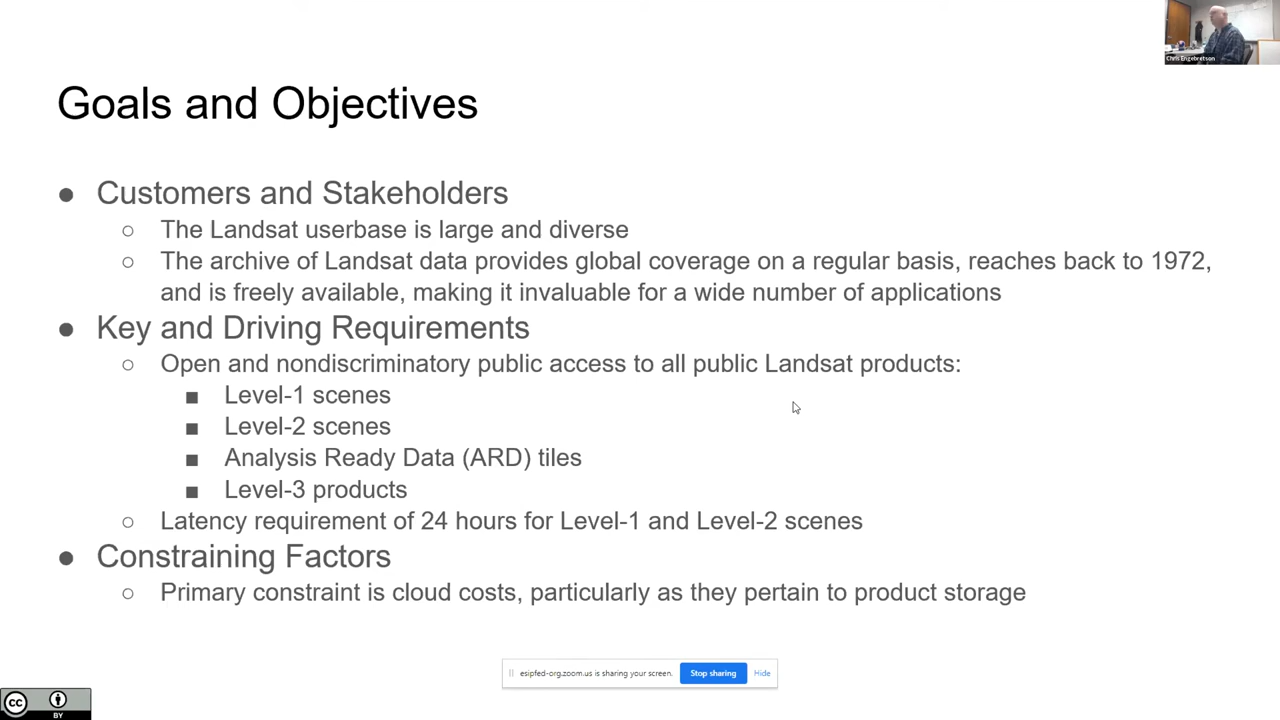 Chris Engebretson
Goals and Objectives
● Customers and Stakeholders
○ The Landsat userbase is large and diverse
○ The archive of Landsat data provides global coverage on a regular basis, reaches back to 1972,
and is freely available, making it invaluable for a wide number of applications
● Key and Driving Requirements
○ Open and nondiscriminatory public access to all public Landsat products:
■ Level-1 scenes
■ Level-2 scenes
■ Analysis Ready Data (ARD) tiles
■ Level-3 products
○ Latency requirement of 24 hours for Level-1 and Level-2 scenes
● Constraining Factors
○ Primary constraint is cloud costs, particularly as they pertain to product storage
esipfed-org.zoom.us is sharing your screen. Stop sharing Hide
cc
BY